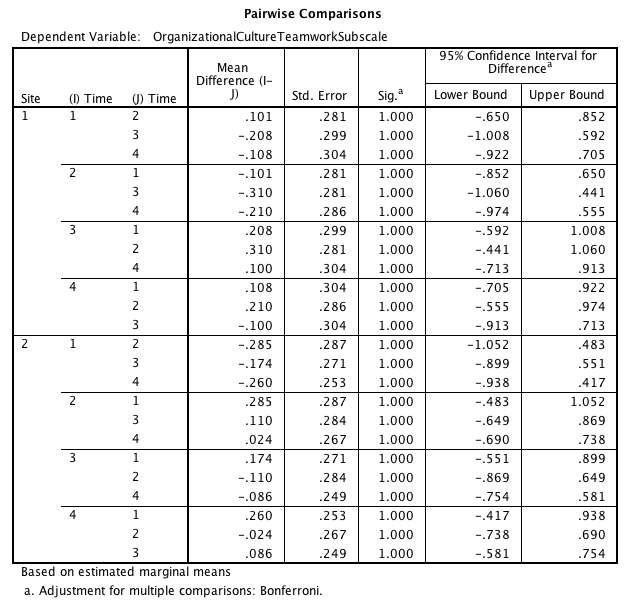 Pairwise Comparisons
Dependent Variable: OrganizationalCultureTeamworkSubscale
Site (I) Time (J) Time Mean Difference (I-J) Std. Error Sig.a 95% Confidence Interval for Differencea
Lower Bound Upper Bound
1 1 2 .101 .281 1.000 -.650 .852
3 -.208 .299 1.000 -1.008 .592
4 -.108 .304 1.000 -.922 .705
2 1 -.101 .281 1.000 -.852 .650
3 -.310 .281 1.000 -1.060 .441
4 -.210 .286 1.000 -.974 .555
3 1 .208 .299 1.000 -.592 1.008
2 .310 .281 1.000 -.441 1.060
4 .100 .304 1.000 -.713 .913
4 1 .108 .304 1.000 -.705 .922
2 .210 .286 1.000 -.555 .974
3 -.100 .304 1.000 -.913 .713
2 1 2 -.285 .287 1.000 -1.052 .483
3 -.174 .271 1.000 -.899 .551
4 -.260 .253 1.000 -.938 .417
2 1 .285 .287 1.000 -.483 1.052
3 .110 .284 1.000 -.649 .869
4 .024 .267 1.000 -.690 .738
3 1 .174 .271 1.000 -.551 .899
2 -.110 .284 1.000 -.869 .649
4 -.086 .249 1.000 -.754 .581
4 1 .260 .253 1.000 -.417 .938
2 -.024 .267 1.000 -.738 .690
3 .086 .249 1.000 -.581 .754
Based on estimated marginal means
a. Adjustment for multiple comparisons: Bonferroni.